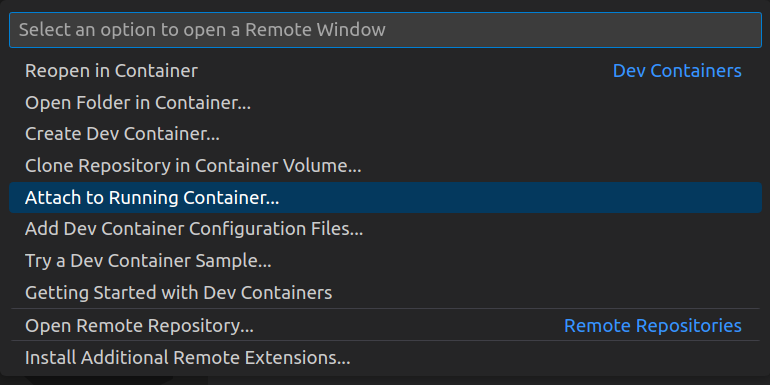 Select an option to open a Remote Window
Reopen in Container Dev Containers
Open Folder in Container...
Create Dev Container...
Clone Repository in Container Volume...
Attach to Running Container...
Add Dev Container Configuration Files...
Try a Dev Container Sample...
Getting Started with Dev Containers
Open Remote Repository... Remote Repositories
Install Additional Remote Extensions...